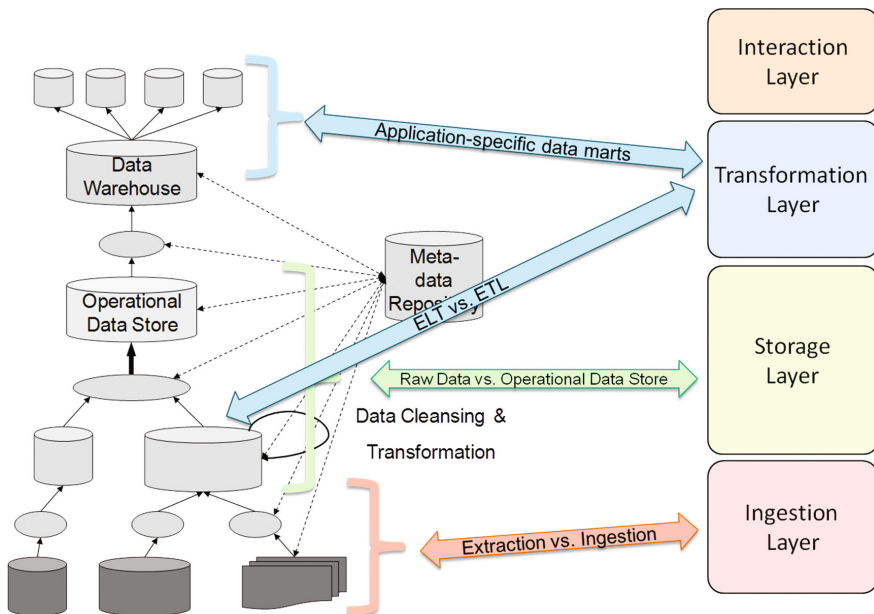 Interaction
Layer
Application-specific data marts
Data
Warehouse
Transformation
Layer
Meta-
data
Repository
ELT vs. ETL
Operational
Data Store
Storage
Layer
Raw Data vs. Operational Data Store
Data Cleansing &
Transformation
Ingestion
Layer
Extraction vs. Ingestion